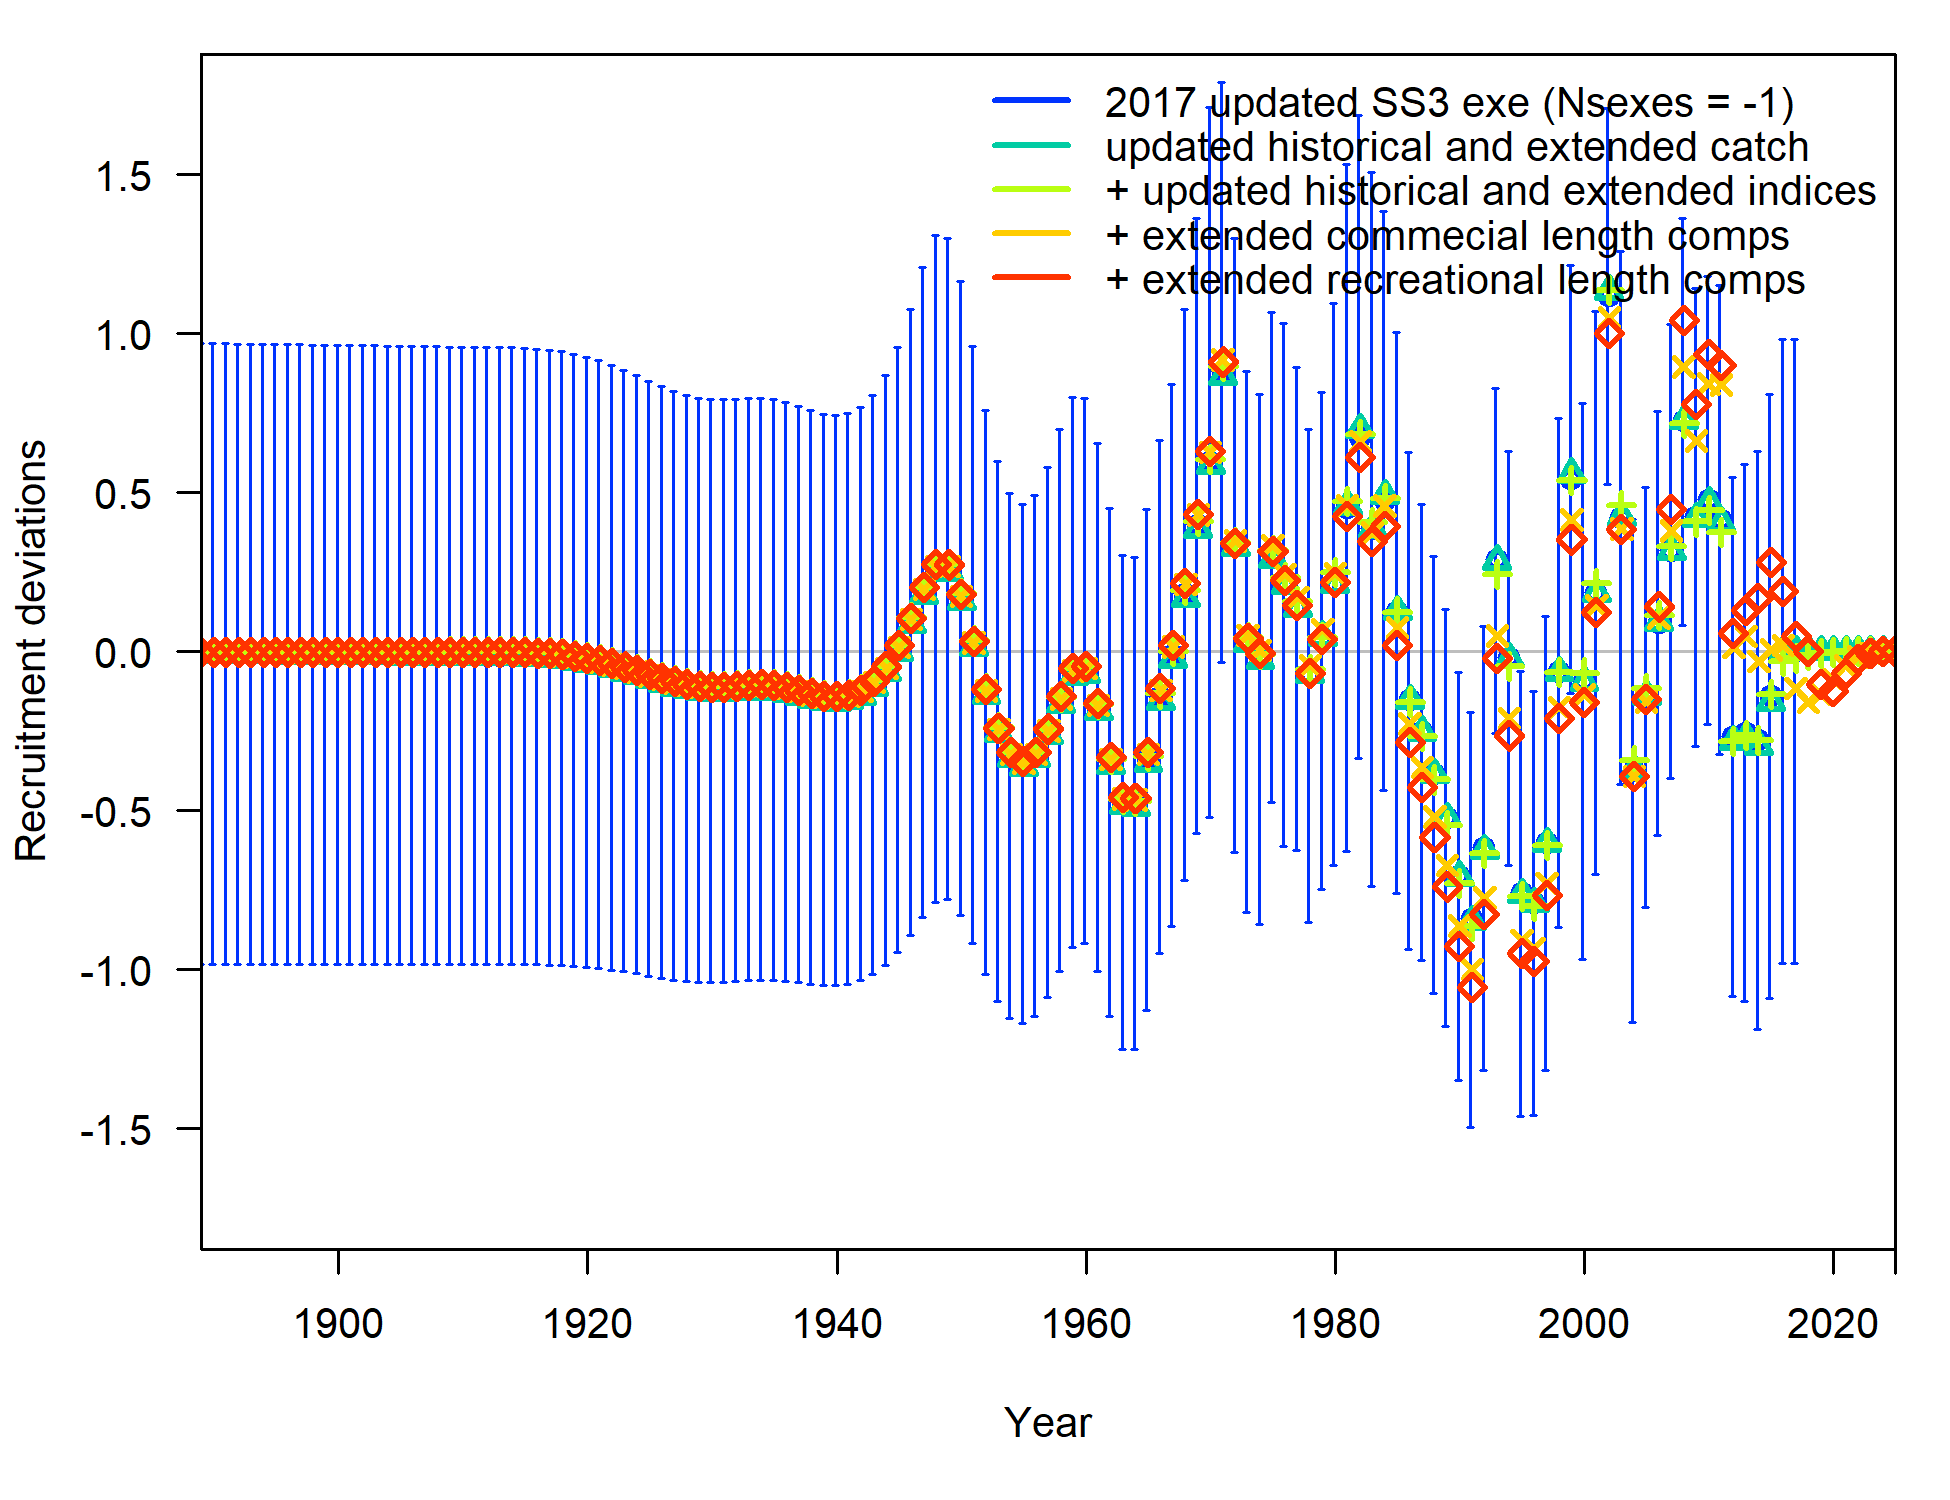 2017 updated SS3 exe (Nsexes = -1)
updated historical and extended catch
+ updated historical and extended indices
+ extended commecial length comps
+ extended recreational length comps
Recruitment deviations
1.5
1.0
0.5
0.0
-0.5
-1.0
-1.5
1900
1920
1940
1960
1980
2000
2020
Year